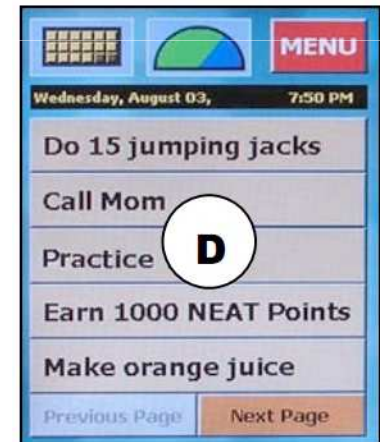 MENU
Wednesday, August 03, 7:50 PM
Do 15 jumping jacks
Call Mom
Practice
D
Earn 1000 NEAT Points
Make orange juice
Previous Page Next Page